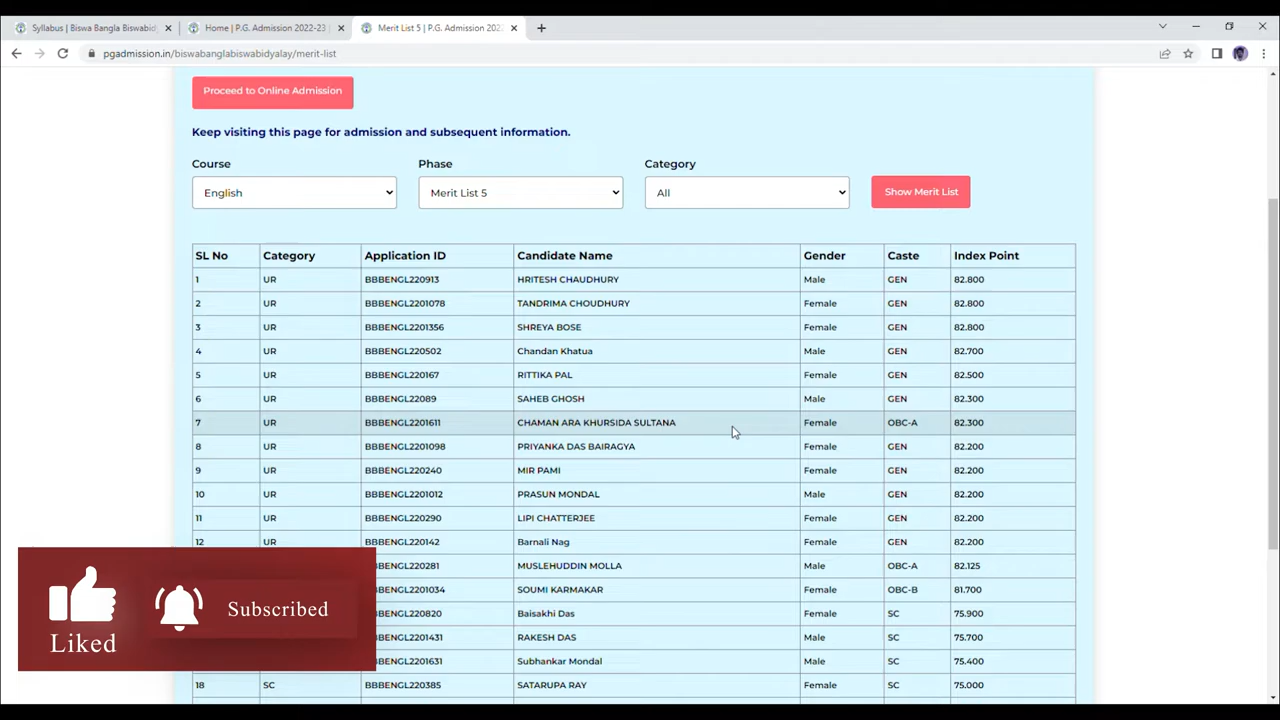 Syllabus | Biswa Bangla Biswabid
Home | P.G. Admission 2022-23 |
Merit List 5 | P.G. Admission 202
pgadmission.in/biswabanglabiswabidyalay/merit-list
Proceed to Online Admission
Keep visiting this page for admission and subsequent information.
Course Phase Category
English Merit List 5 All Show Merit List
SL No Category Application ID Candidate Name Gender Caste Index Point
1 UR BBBENGL220913 HRITESH CHAUDHURY Male GEN 82.800
2 UR BBBENGL2201078 TANDRIMA CHOUDHURY Female GEN 82.800
3 UR BBBENGL2201356 SHREYA BOSE Female GEN 82.800
4 UR BBBENGL220502 Chandan Khatua Male GEN 82.700
5 UR BBBENGL220167 RITTIKA PAL Female GEN 82.500
6 UR BBBENGL22089 SAHEB GHOSH Male GEN 82.300
7 UR BBBENGL2201611 CHAMAN ARA KHURSIDA SULTANA Female OBC-A 82.300
8 UR BBBENGL2201098 PRIYANKA DAS BAIRAGYA Female GEN 82.200
9 UR BBBENGL220240 MIR PAMI Female GEN 82.200
10 UR BBBENGL2201012 PRASUN MONDAL Male GEN 82.200
11 UR BBBENGL220290 LIPI CHATTERJEE Female GEN 82.200
12 UR BBBENGL220142 Barnali Nag Female GEN 82.200
BBENGL220281 MUSLEHUDDIN MOLLA Male OBC-A 82.125
BBENGL2201034 SOUMI KARMAKAR Female OBC-B 81.700
BBENGL220820 Baisakhi Das Female SC 75.900
BBENGL2201431 RAKESH DAS Male SC 75.700
BBENGL2201631 Subhankar Mondal Male SC 75.400
18 SC BBBENGL220385 SATARUPA RAY Female SC 75.000
Liked
Subscribed